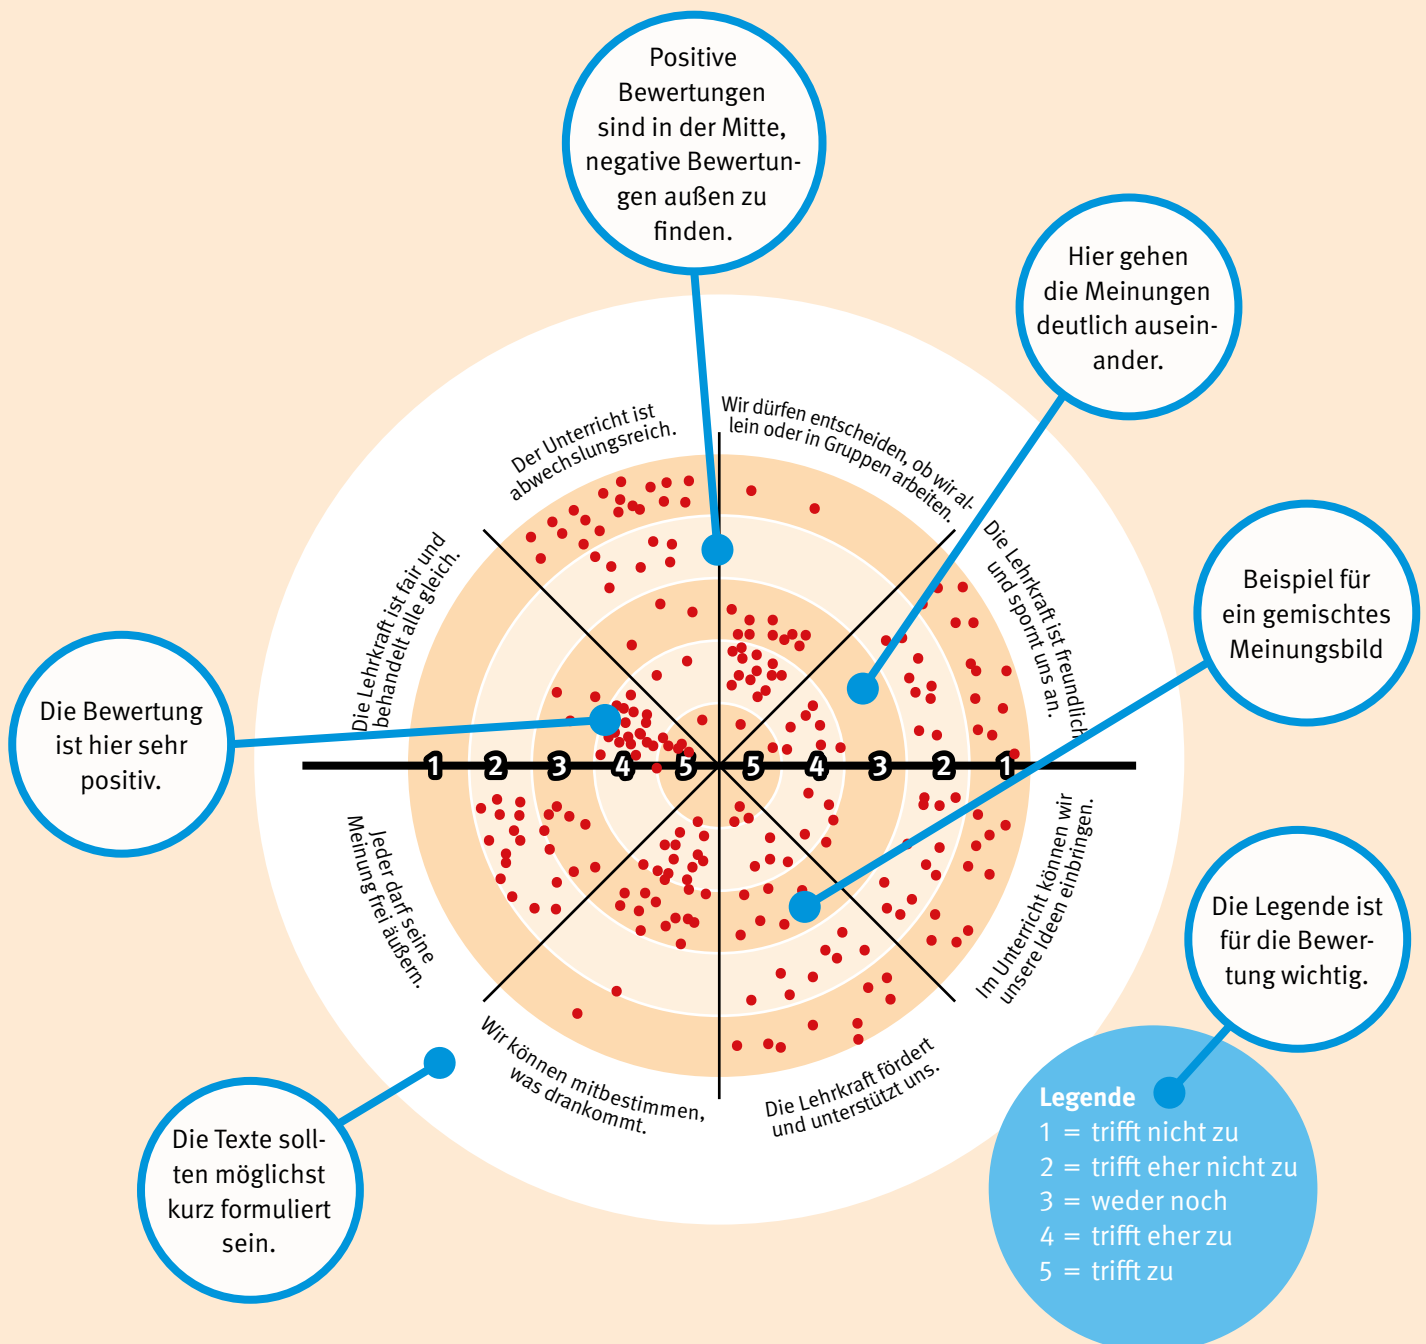 Positive
Bewertungen
sind in der Mitte,
negative Bewertun-
gen außen zu
finden.
Hier gehen
die Meinungen
deutlich ausein-
ander.
Der Unterricht ist
abwechslungsreich.
Wir dürfen entscheiden, ob wir al-
lein oder in Gruppen arbeiten.
Die Lehrkraft ist fair und
behandelt alle gleich.
Die Lehrkraft ist freundlich
und spornt uns an.
Beispiel für
ein gemischtes
Meinungsbild
Die Bewertung
ist hier sehr
positiv.
1 2 3 4 5 5 4 3 2 1
Jeder darf seine
Meinung frei äußern.
Im Unterricht können wir
unsere Ideen einbringen.
Wir können mitbestimmen,
was drankommt.
Die Lehrkraft fördert
und unterstützt uns.
Die Legende ist
für die Bewer-
tung wichtig.
Die Texte soll-
ten möglichst
kurz formuliert
sein.
Legende
1 = trifft nicht zu
2 = trifft eher nicht zu
3 = weder noch
4 = trifft eher zu
5 = trifft zu